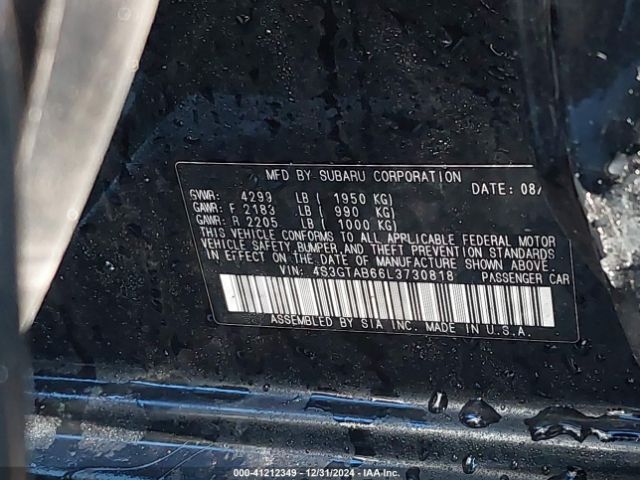 MFD BY SUBARU CORPORATION
DATE: 08/
GVWR: 4299 LB ( 1950 KG)
GAWR: F 2183 LB ( 990 KG)
GAWR: R 2205 LB ( 1000 KG)
THIS VEHICLE CONFORMS TO ALL APPLICABLE FEDERAL MOTOR
VEHICLE SAFETY, BUMPER, AND THEFT PREVENTION STANDARDS
IN EFFECT ON THE DATE OF MANUFACTURE SHOWN ABOVE.
VIN: 4S3GTAB66L3730818 PASSENGER CAR
ASSEMBLED BY SIA INC. MADE IN U.S.A.
000-41212349 - 12/31/2024 - IAA Inc.